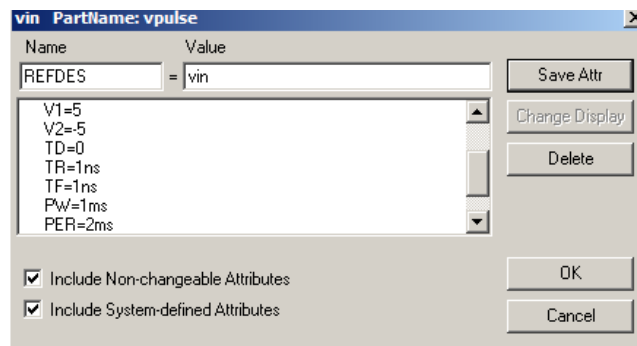 vin PartName: vpulse
Name Value
REFDES = vin
Save Attr
V1=5
V2=-5
TD=0
TR=1ns
TF=1ns
PW=1ms
PER=2ms
Change Display
Delete
Include Non-changeable Attributes
Include System-defined Attributes
OK
Cancel